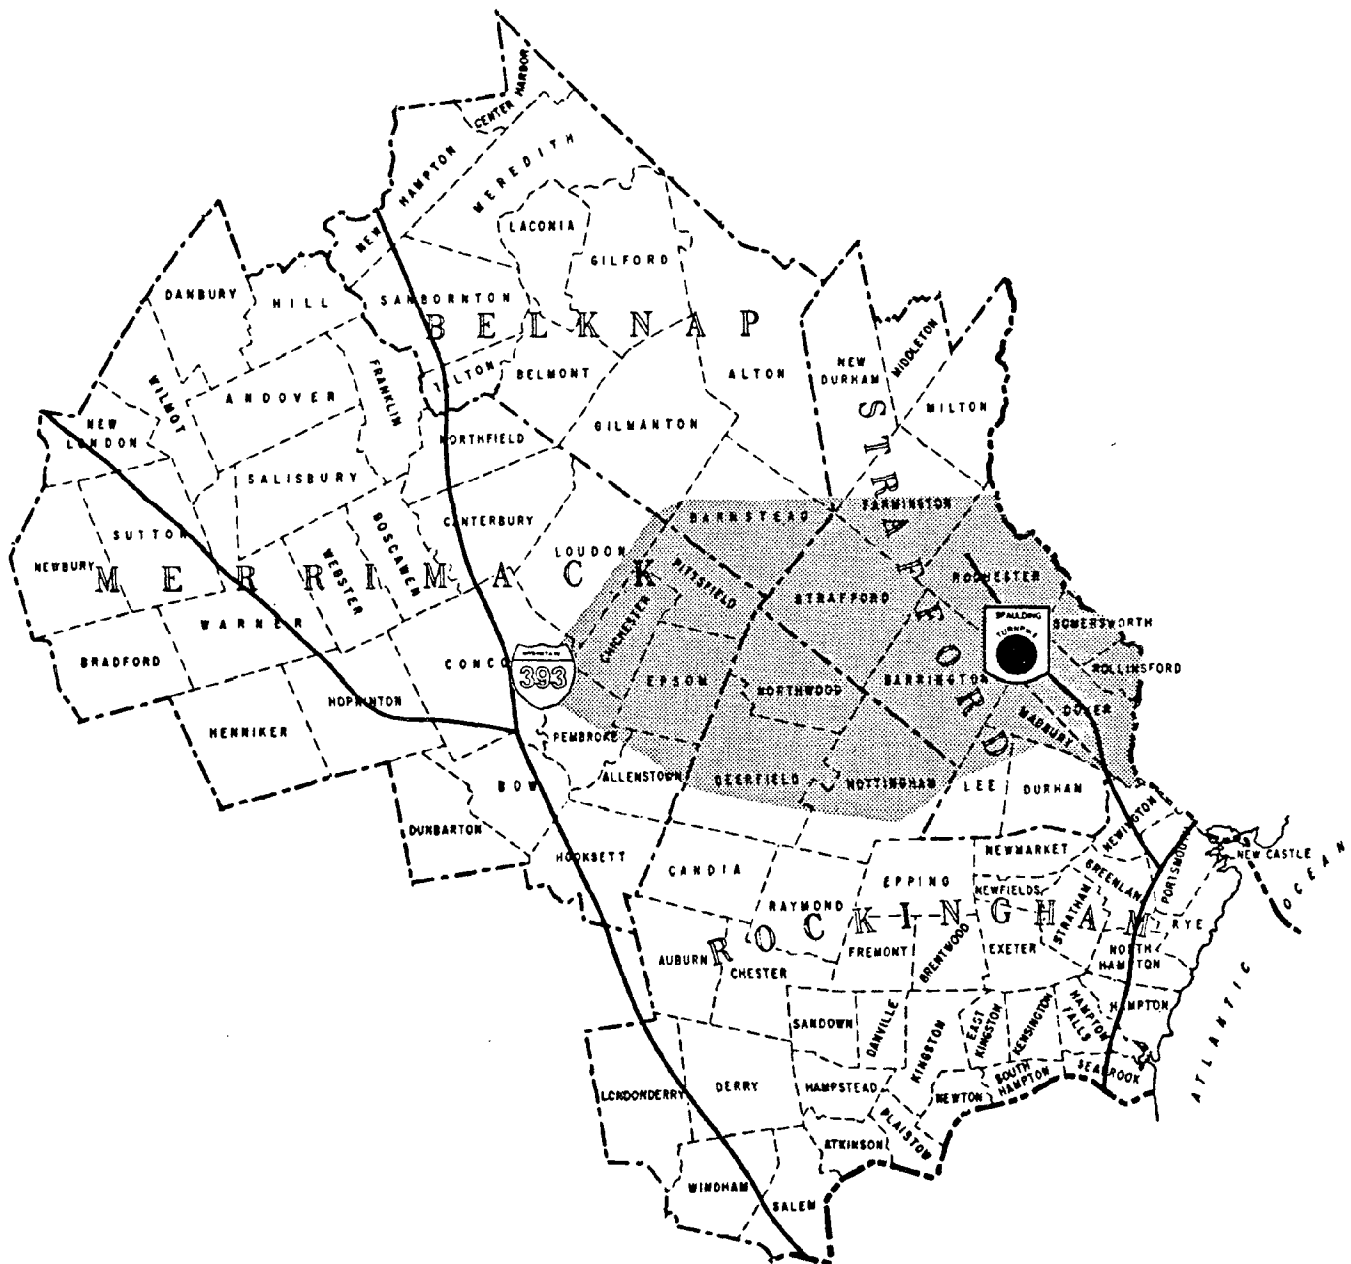 CENTER HARBOR
NEW HAMPTON
MEREDITH
LACONIA
GILFORD
DANBURY
HILL
SANBORNTON
BELKNAP
NEW DURHAM
MIDDLETON
WILMOT
ANDOVER
FRANKLIN
TILTON
BELMONT
ALTON
MILTON
NEW LONDON
NORTHFIELD
GILMANTON
STRAFFORD
SALISBURY
CANTERBURY
BARNSTEAD
FARMINGTON
SUTTON
BOSCAWEN
LOUDON
NEWBURY
MERRIMACK
WEBSTER
PITTSFIELD
STRAFFORD
ROCHESTER
WARNER
CHICHESTER
SPAULDING
TURNPIKE
SOMERSWORTH
BRADFORD
CONCO
INTERSTATE
393
EPSOM
NORTHWOOD
BARRINGTON
ROLLINSFORD
HOPKINTON
DOVER
MADBURY
HENNIKER
PEMBROKE
BOW
ALLENSTOWN
DEERFIELD
NOTTINGHAM
LEE
DURHAM
DUNBARTON
HOOKSETT
NEWINGTON
PORTSMOUTH
NEW CASTLE
CANDIA
EPPING
NEWMARKET
NEWFIELDS
GREENLAN
RAYMOND
STRATHAM
RYE
ROCKINGHAM
AUBURN
CHESTER
FREMONT
BRENTWOOD
EXETER
NORTH HAMPTON
SANDOWN
DANVILLE
KINGSTON
EAST KINGSTON
KENSINGTON
HAMPTON FALLS
HAMPTON
LONDONDERRY
DERRY
HAMPSTEAD
NEWTON
SOUTH HAMPTON
SEABROOK
ATKINSON
PLAISTOW
WINDHAM
SALEM
ATLANTIC OCEAN